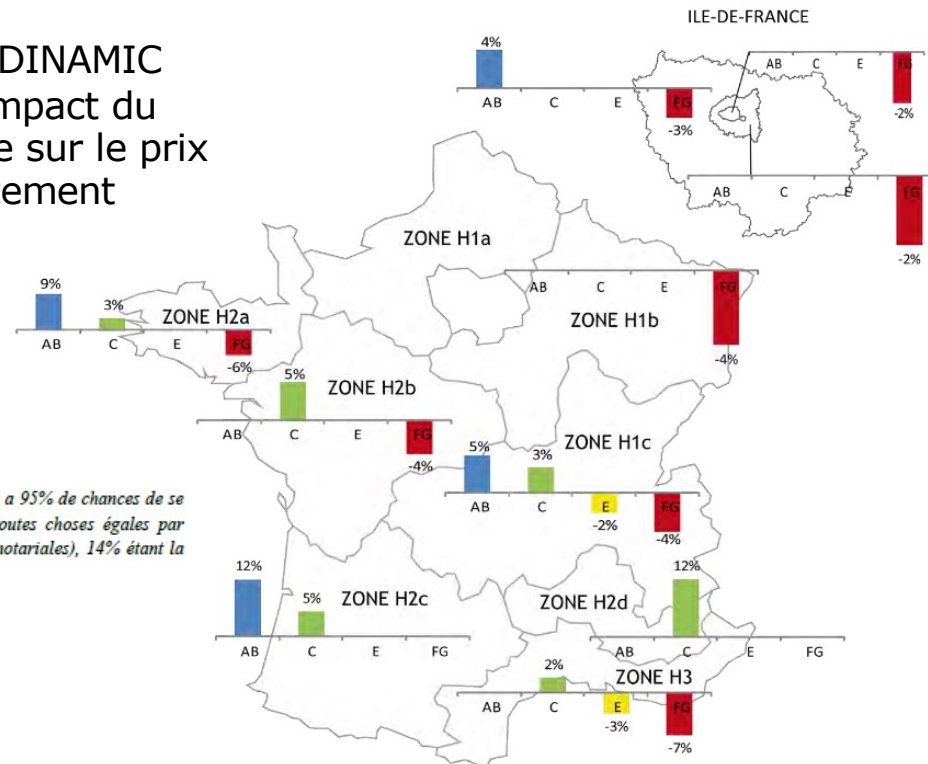 DINAMIC
mpact du
e sur le prix
tement
ILE-DE-FRANCE
4%
AB C E FG
-3%
AB C E FG
-2%
AB C E FG
-2%
ZONE H1a
AB C E FG
-4%
ZONE H1b
9%
3%
ZONE H2a
AB C E FG
-6%
5%
ZONE H2b
AB C E FG
-4%
5%
3%
ZONE H1c
AB C E FG
-2%
-4%
a 95% de chances de se
outes choses égales par
notariales), 14% étant la
12%
5%
ZONE H2c
AB C E FG
12%
ZONE H2d
AB C E FG
2%
ZONE H3
AB C E FG
-3%
-7%